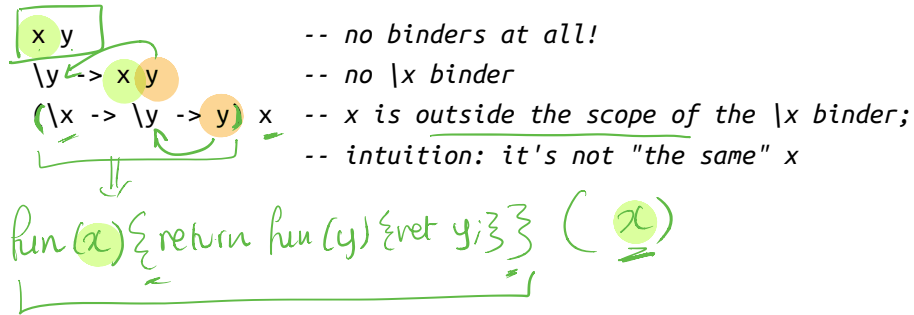 x y -- no binders at all!
\y -> x y -- no \x binder
(\x -> \y -> y) x -- x is outside the scope of the \x binder;
-- intuition: it's not "the same" x
fun(x){return fun(y){ret y;}} (x)